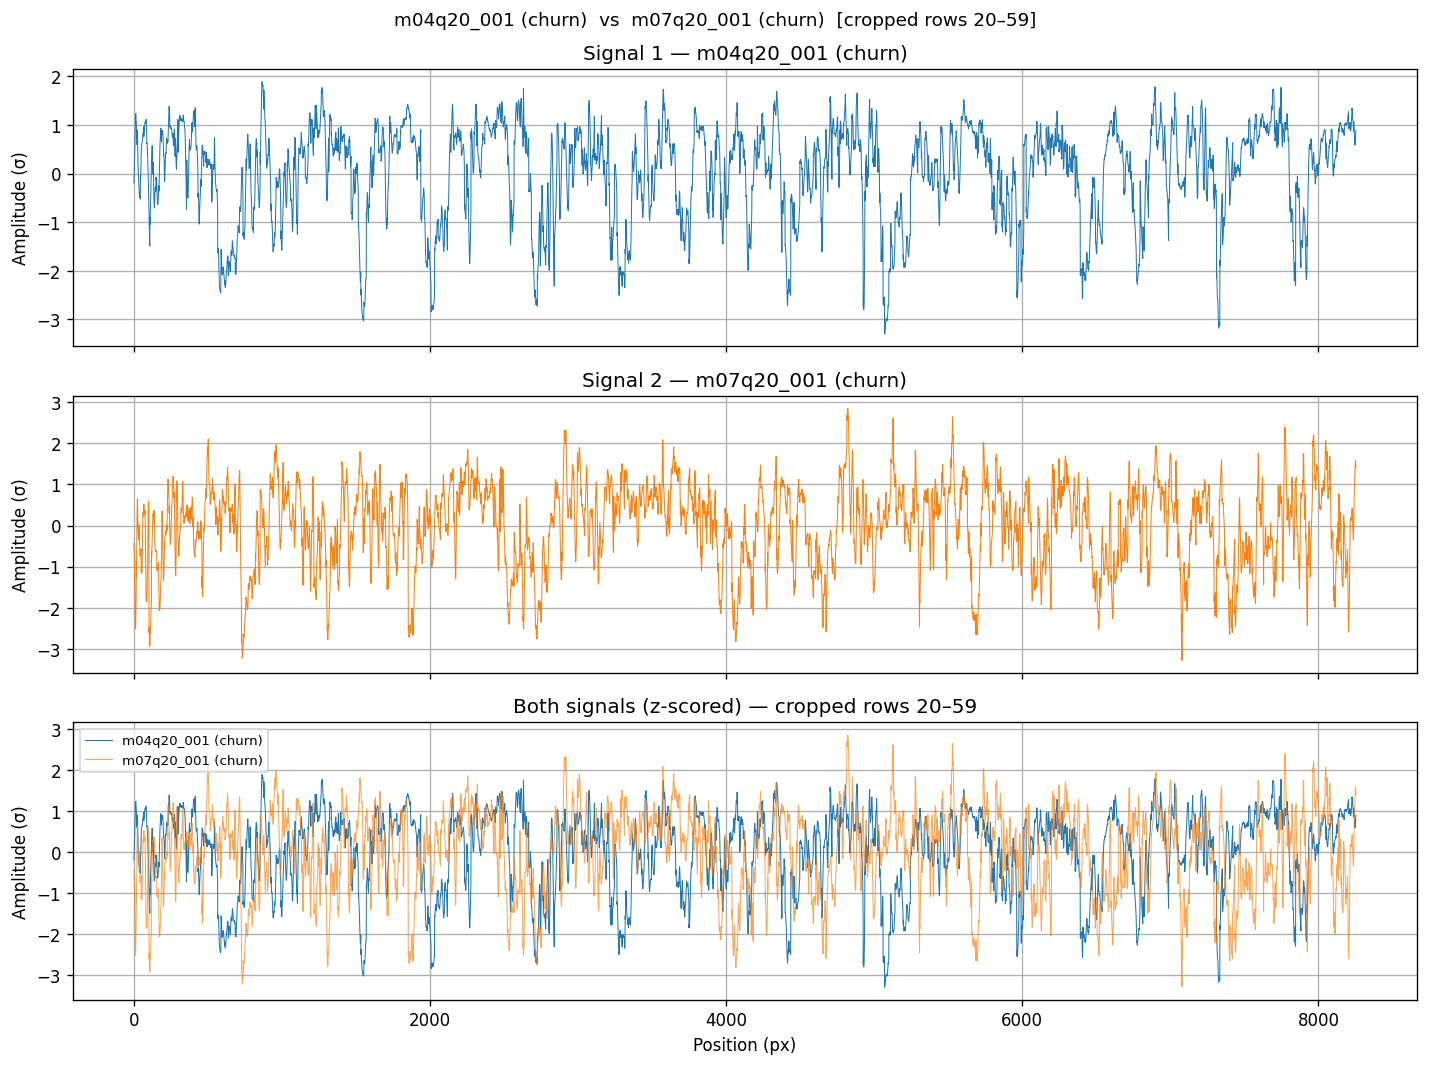 m04q20_001 (churn)  vs  m07q20_001 (churn)  [cropped rows 20–59]
Signal 1 — m04q20_001 (churn)
2
1
0
−1
−2
−3
Amplitude (σ)
Signal 2 — m07q20_001 (churn)
3
2
1
0
−1
−2
−3
Amplitude (σ)
Both signals (z-scored) — cropped rows 20–59
m04q20_001 (churn)
m07q20_001 (churn)
3
2
1
0
−1
−2
−3
Amplitude (σ)
0 2000 4000 6000 8000
Position (px)